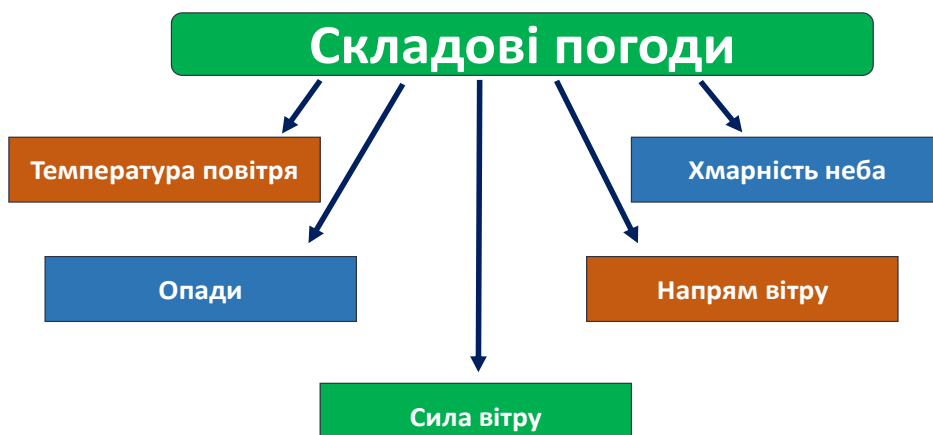 Складові погоди
Температура повітря
Хмарність неба
Опади
Напрям вітру
Сила вітру